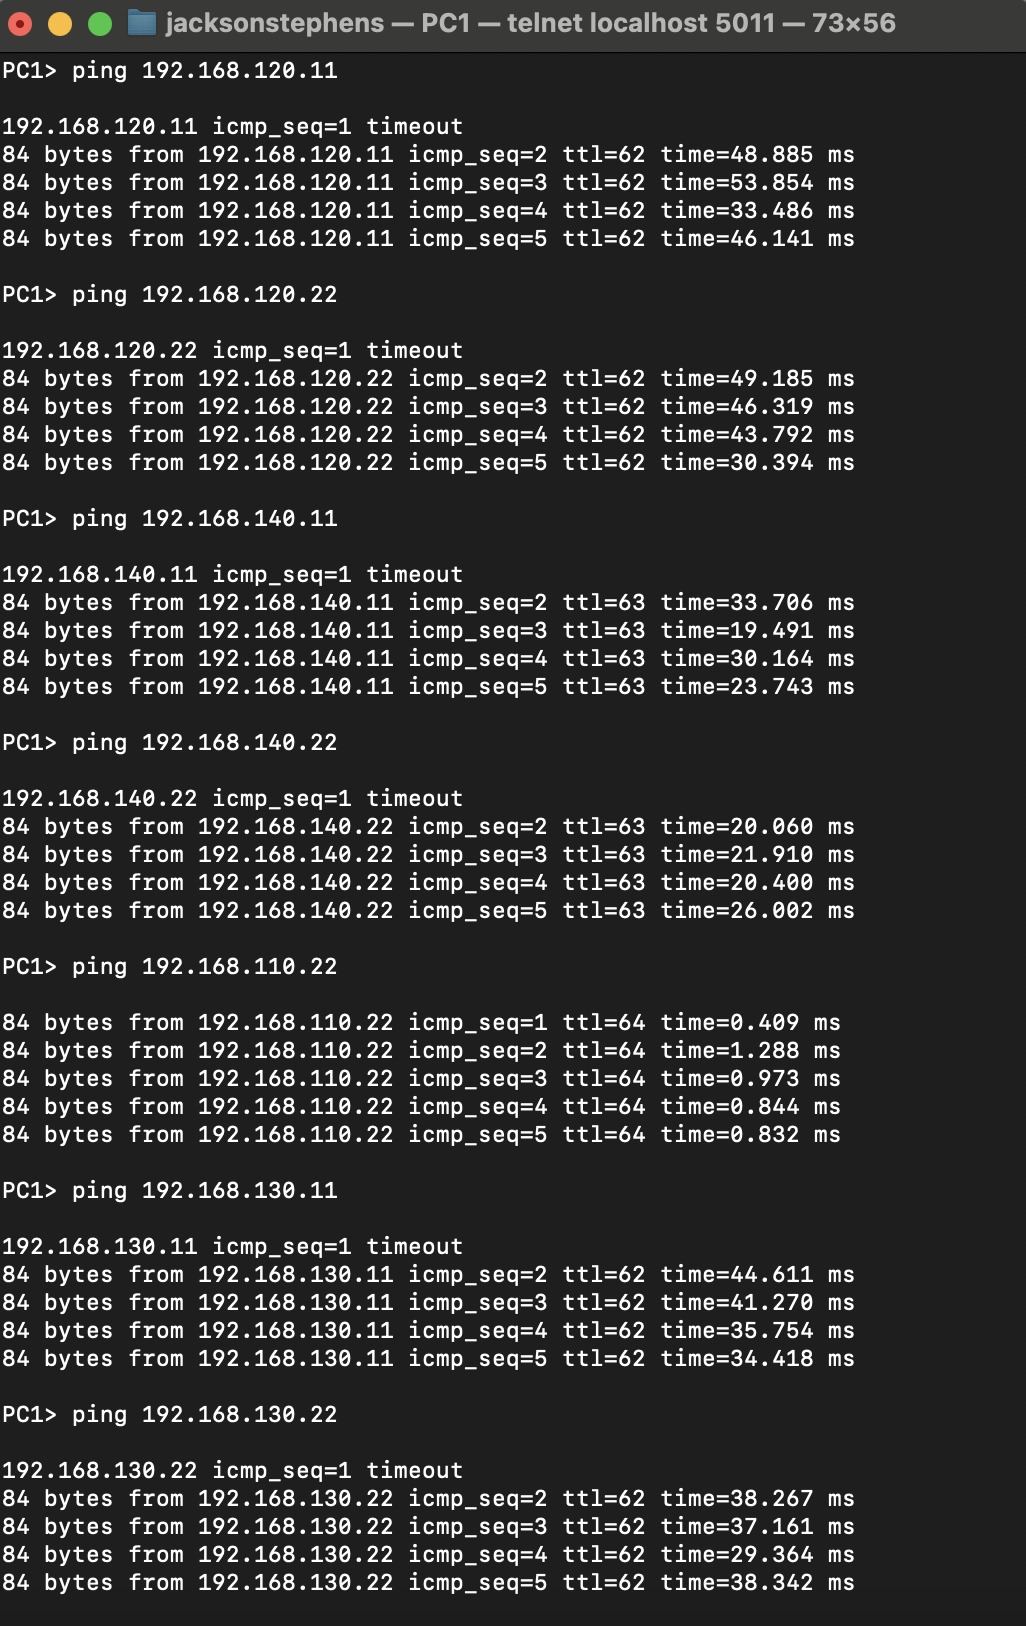 jacksonstephens — PC1 — telnet localhost 5011 — 73×56
PC1> ping 192.168.120.11
192.168.120.11 icmp_seq=1 timeout
84 bytes from 192.168.120.11 icmp_seq=2 ttl=62 time=48.885 ms
84 bytes from 192.168.120.11 icmp_seq=3 ttl=62 time=53.854 ms
84 bytes from 192.168.120.11 icmp_seq=4 ttl=62 time=33.486 ms
84 bytes from 192.168.120.11 icmp_seq=5 ttl=62 time=46.141 ms
PC1> ping 192.168.120.22
192.168.120.22 icmp_seq=1 timeout
84 bytes from 192.168.120.22 icmp_seq=2 ttl=62 time=49.185 ms
84 bytes from 192.168.120.22 icmp_seq=3 ttl=62 time=46.319 ms
84 bytes from 192.168.120.22 icmp_seq=4 ttl=62 time=43.792 ms
84 bytes from 192.168.120.22 icmp_seq=5 ttl=62 time=30.394 ms
PC1> ping 192.168.140.11
192.168.140.11 icmp_seq=1 timeout
84 bytes from 192.168.140.11 icmp_seq=2 ttl=63 time=33.706 ms
84 bytes from 192.168.140.11 icmp_seq=3 ttl=63 time=19.491 ms
84 bytes from 192.168.140.11 icmp_seq=4 ttl=63 time=30.164 ms
84 bytes from 192.168.140.11 icmp_seq=5 ttl=63 time=23.743 ms
PC1> ping 192.168.140.22
192.168.140.22 icmp_seq=1 timeout
84 bytes from 192.168.140.22 icmp_seq=2 ttl=63 time=20.060 ms
84 bytes from 192.168.140.22 icmp_seq=3 ttl=63 time=21.910 ms
84 bytes from 192.168.140.22 icmp_seq=4 ttl=63 time=20.400 ms
84 bytes from 192.168.140.22 icmp_seq=5 ttl=63 time=26.002 ms
PC1> ping 192.168.110.22
84 bytes from 192.168.110.22 icmp_seq=1 ttl=64 time=0.409 ms
84 bytes from 192.168.110.22 icmp_seq=2 ttl=64 time=1.288 ms
84 bytes from 192.168.110.22 icmp_seq=3 ttl=64 time=0.973 ms
84 bytes from 192.168.110.22 icmp_seq=4 ttl=64 time=0.844 ms
84 bytes from 192.168.110.22 icmp_seq=5 ttl=64 time=0.832 ms
PC1> ping 192.168.130.11
192.168.130.11 icmp_seq=1 timeout
84 bytes from 192.168.130.11 icmp_seq=2 ttl=62 time=44.611 ms
84 bytes from 192.168.130.11 icmp_seq=3 ttl=62 time=41.270 ms
84 bytes from 192.168.130.11 icmp_seq=4 ttl=62 time=35.754 ms
84 bytes from 192.168.130.11 icmp_seq=5 ttl=62 time=34.418 ms
PC1> ping 192.168.130.22
192.168.130.22 icmp_seq=1 timeout
84 bytes from 192.168.130.22 icmp_seq=2 ttl=62 time=38.267 ms
84 bytes from 192.168.130.22 icmp_seq=3 ttl=62 time=37.161 ms
84 bytes from 192.168.130.22 icmp_seq=4 ttl=62 time=29.364 ms
84 bytes from 192.168.130.22 icmp_seq=5 ttl=62 time=38.342 ms